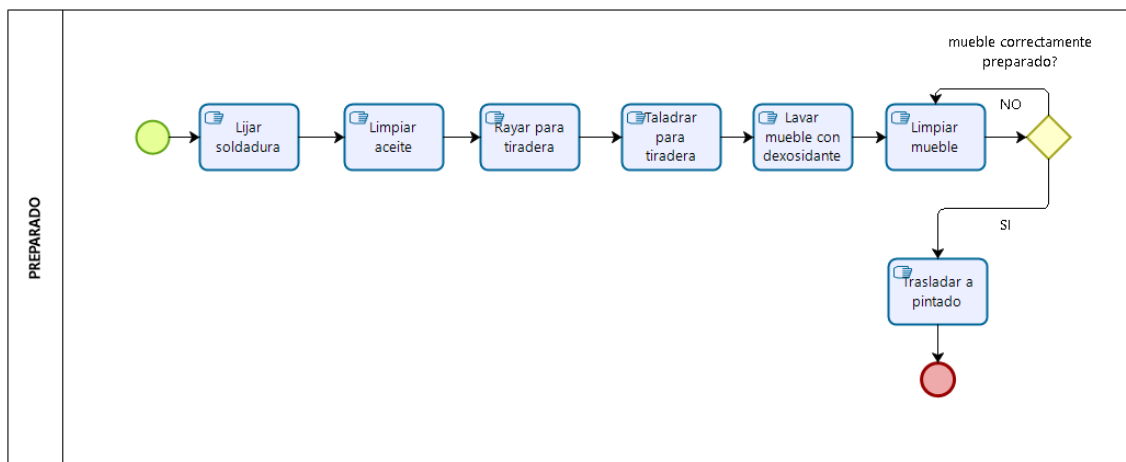 mueble correctamente
preparado?
NO
Lijar
soldadura
Limpiar
aceite
Rayar para
tiradera
Taladrar
para
tiradera
Lavar
mueble con
dexosidante
Limpiar
mueble
SI
PREPARADO
Trasladar a
pintado